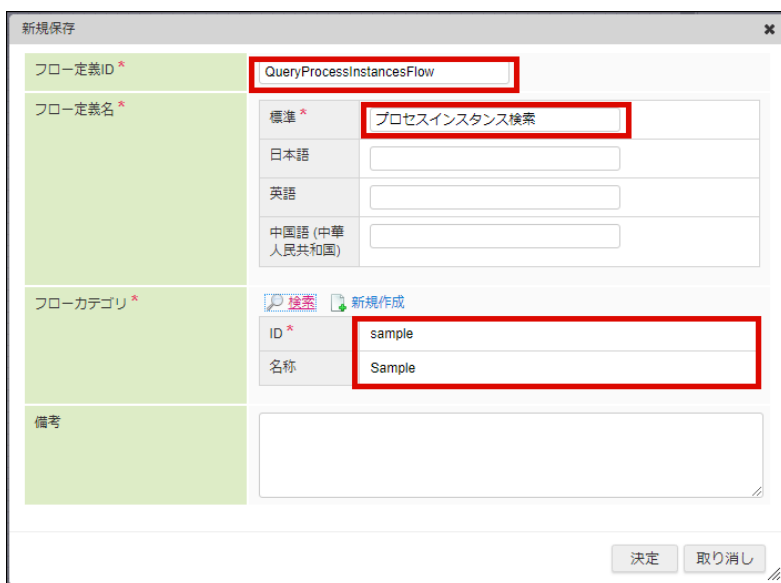 新規保存
フロー定義ID *
QueryProcessInstancesFlow
フロー定義名 *
標準 *
プロセスインスタンス検索
日本語
英語
中国語 (中華
人民共和国)
フローカテゴリ *
検索 新規作成
ID *
sample
名称
Sample
備考
決定 取り消し